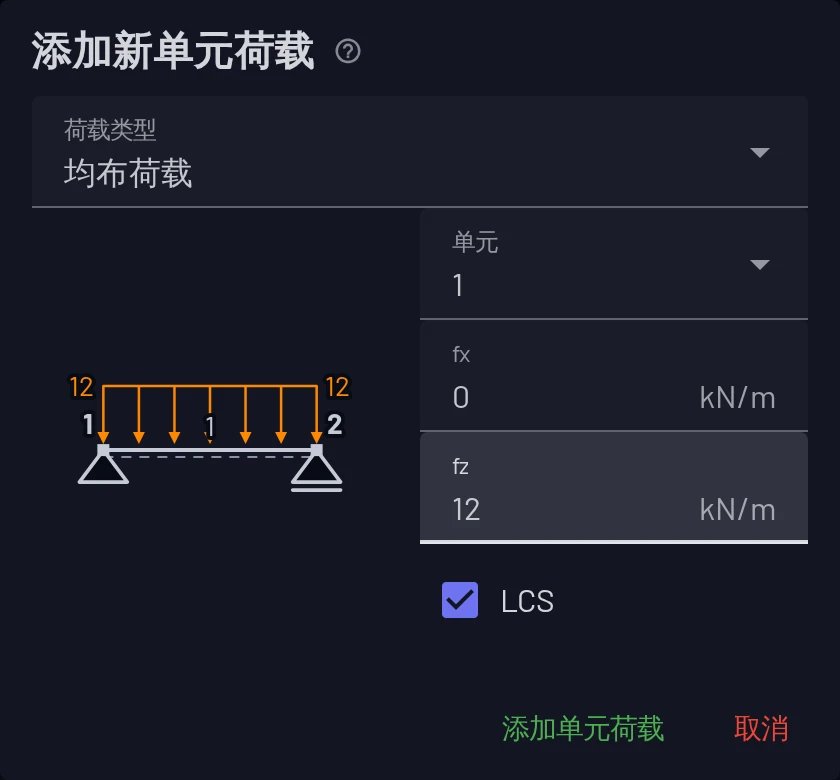 添加新单元荷载
荷载类型
均布荷载
单元
1
fx
0 kN/m
fz
12 kN/m
LCS
12 12
1 1 2
添加单元荷载 取消